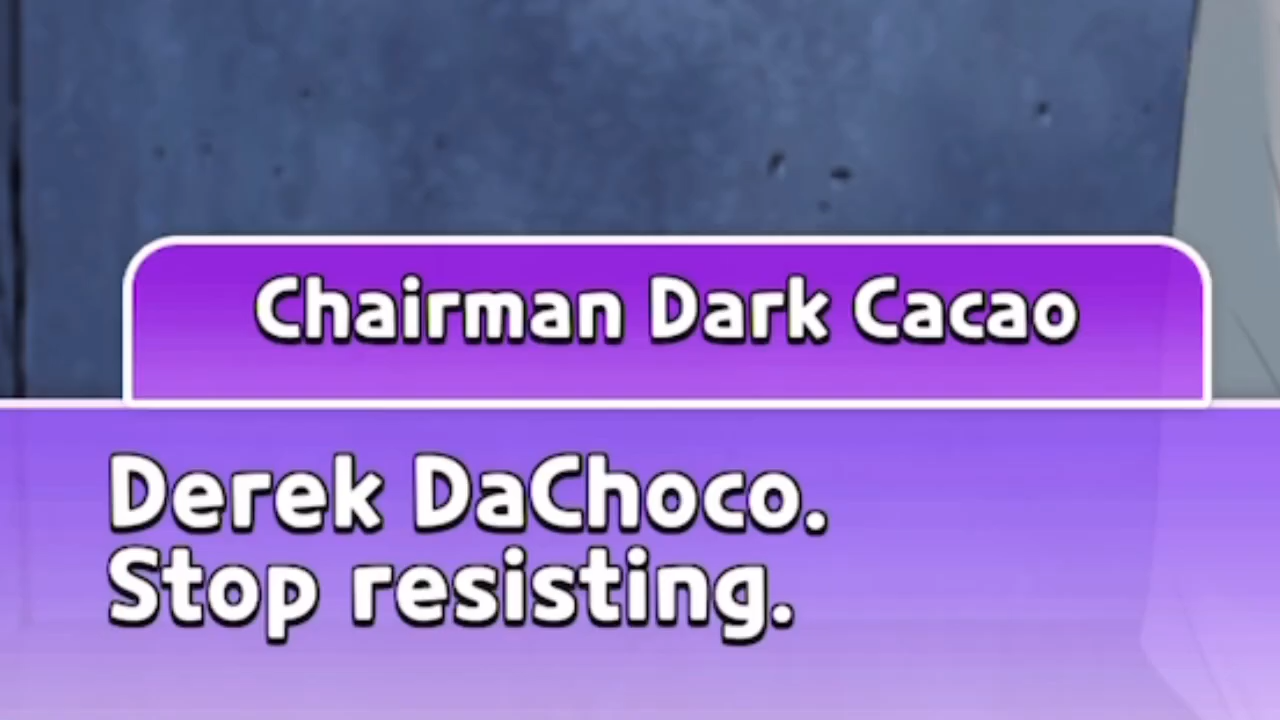 Chairman Dark Cacao
Derek DaChoco.
Stop resisting.